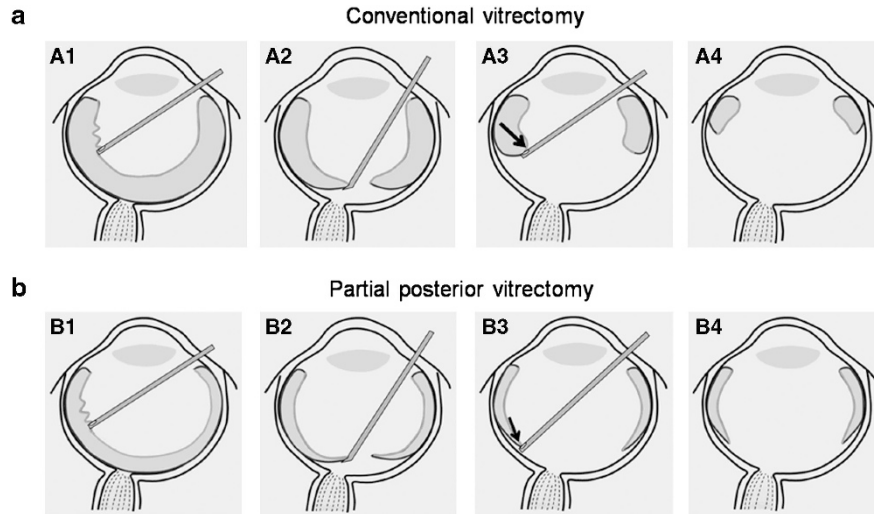 a
Conventional vitrectomy
A1 A2 A3 A4
b
Partial posterior vitrectomy
B1 B2 B3 B4